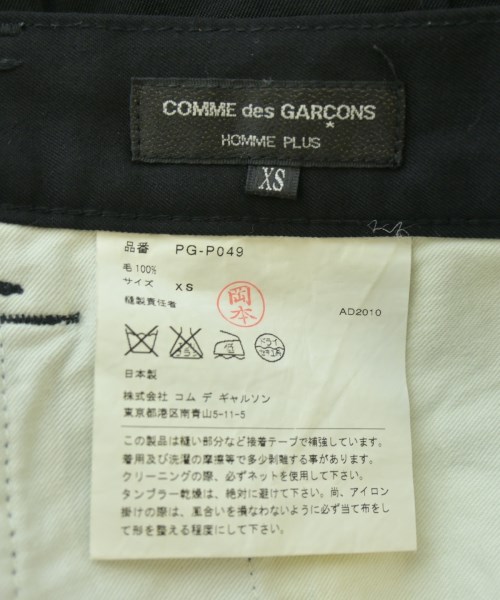 COMME des GARÇONS
*
HOMME PLUS
XS
品番 PG-P049
毛100%
サイズ XS
縫製責任者
岡本
AD2010
ドライ
日本製
株式会社 コム デ ギャルソン
東京都港区南青山5-11-5
この製品は縫い部分など接着テープで補強しています。
着用及び洗濯の摩擦等で多少剥離する事があります。
クリーニングの際、必ずネットを使用して下さい。
タンブラー乾燥は、絶対に避けて下さい。尚、アイロン
掛けの際は、風合いを損なわないように必ず当て布をし
て形を整える程度にして下さい。